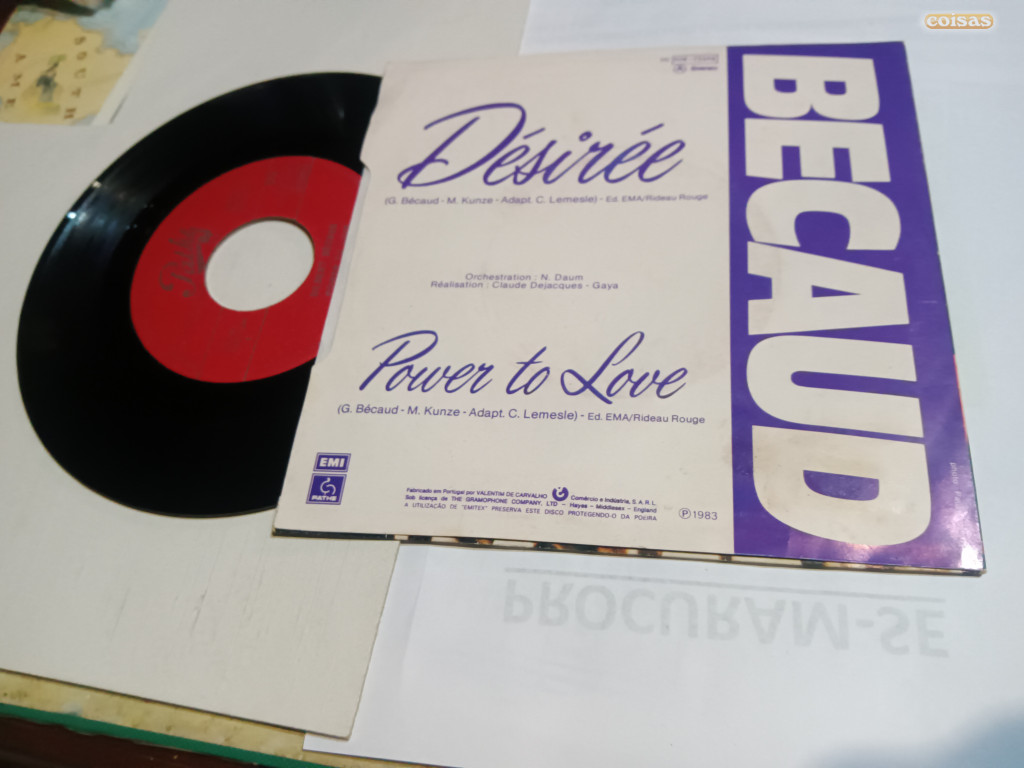 coisas
SOUTH
AME
Stereo
BECAUD
Désirée
(G. Bécaud - M. Kunze - Adapt. C. Lemesle) - Ed. EMA/Rideau Rouge
Orchestration : N. Daum
Réalisation : Claude Dejacques - Gaya
Power to Love
(G. Bécaud - M. Kunze - Adapt. C. Lemesle) - Ed. EMA/Rideau Rouge
EMI
PATHE
Fabricado em Portugal por VALENTIM DE CARVALHO Comércio e Indústria, S.A.R.L.
Sob licença de THE GRAMOPHONE COMPANY, LTD - Hayes - Middlesex - England
A UTILIZAÇÃO DE "EMITEX" PRESERVA ESTE DISCO PROTEGENDO-O DA POEIRA
Ⓟ 1983
PROCURAM-SE